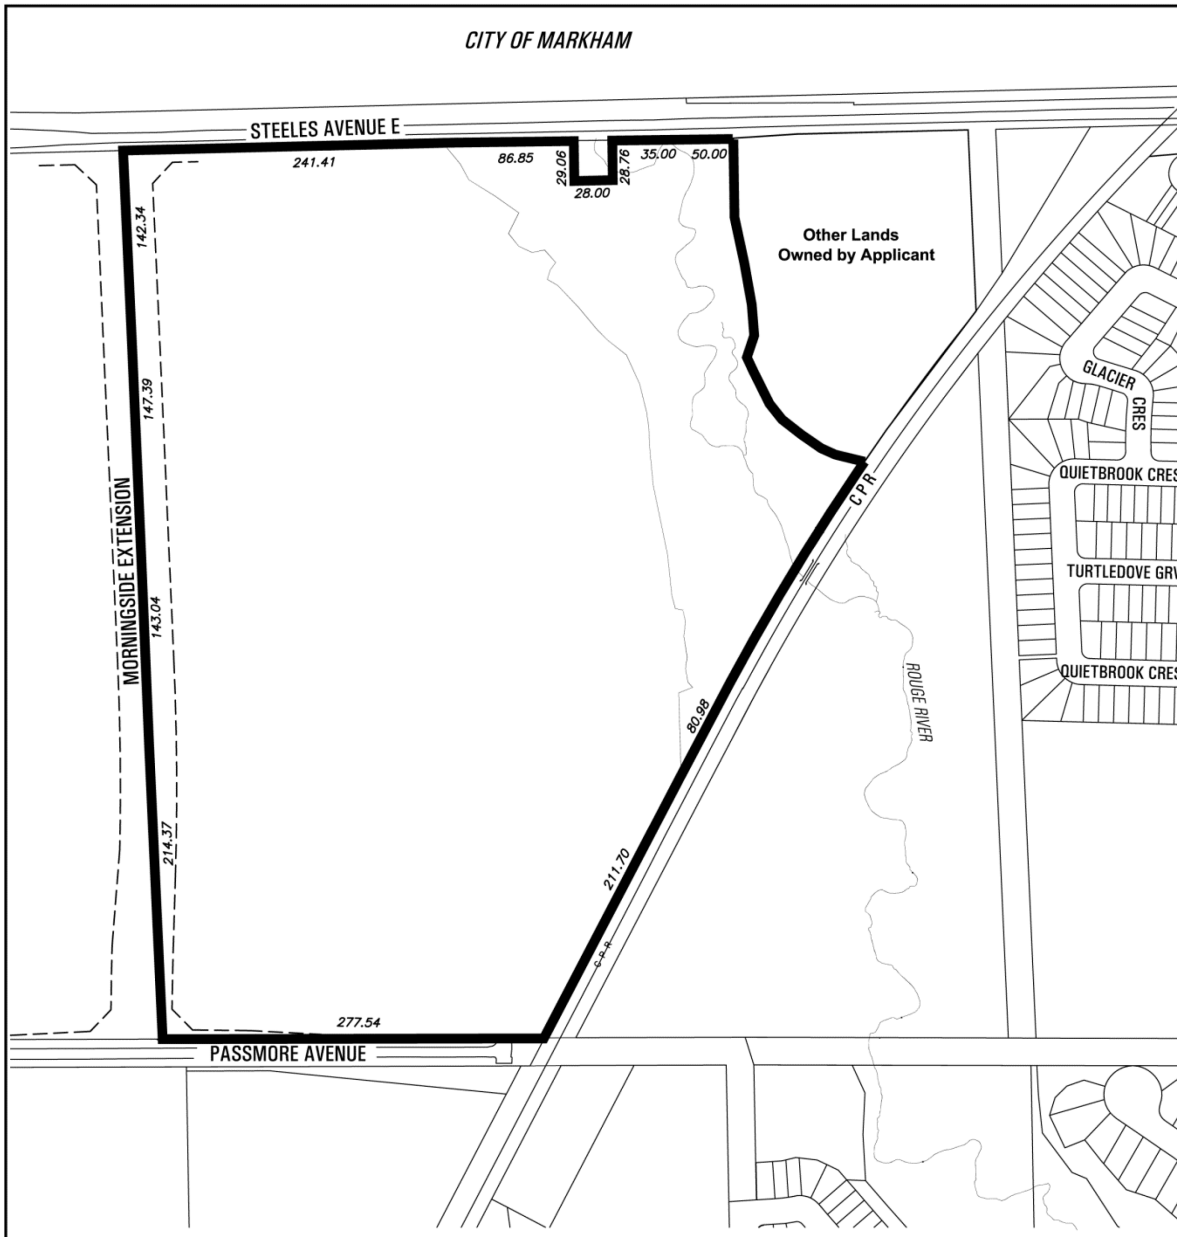 CITY OF MARKHAM
STEELES AVENUE E
241.41
86.85
29.06
28.00
28.76
35.00
50.00
142.34
Other Lands
Owned by Applicant
147.39
GLACIER
CRES
MORNINGSIDE EXTENSION
CPR
QUIETBROOK CRES
TURTLEDOVE GRV
143.04
QUIETBROOK CRES
ROUGE RIVER
80.98
214.37
211.70
CPR
277.54
PASSMORE AVENUE